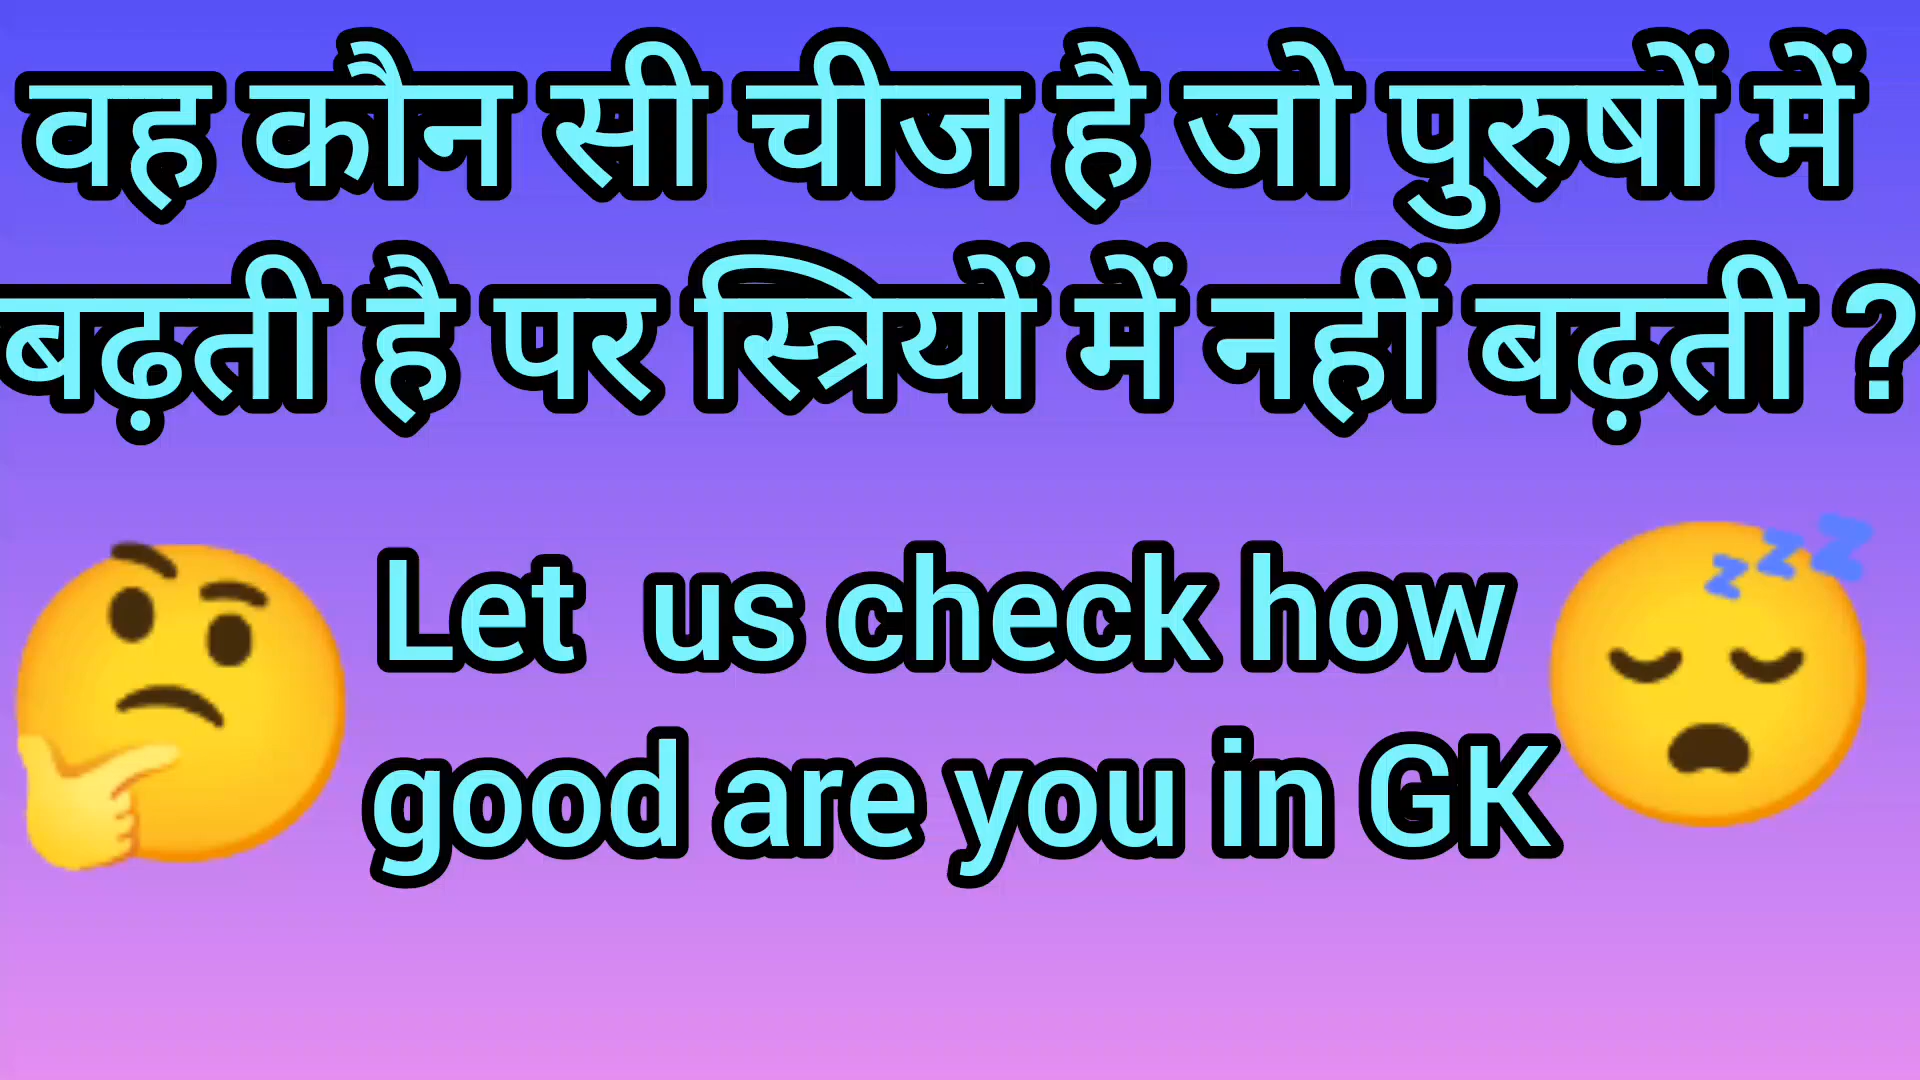 वह कौन सी चीज है जो पुरुषों में
बढ़ती है पर स्त्रियों में नहीं बढ़ती ?
Let us check how
good are you in GK